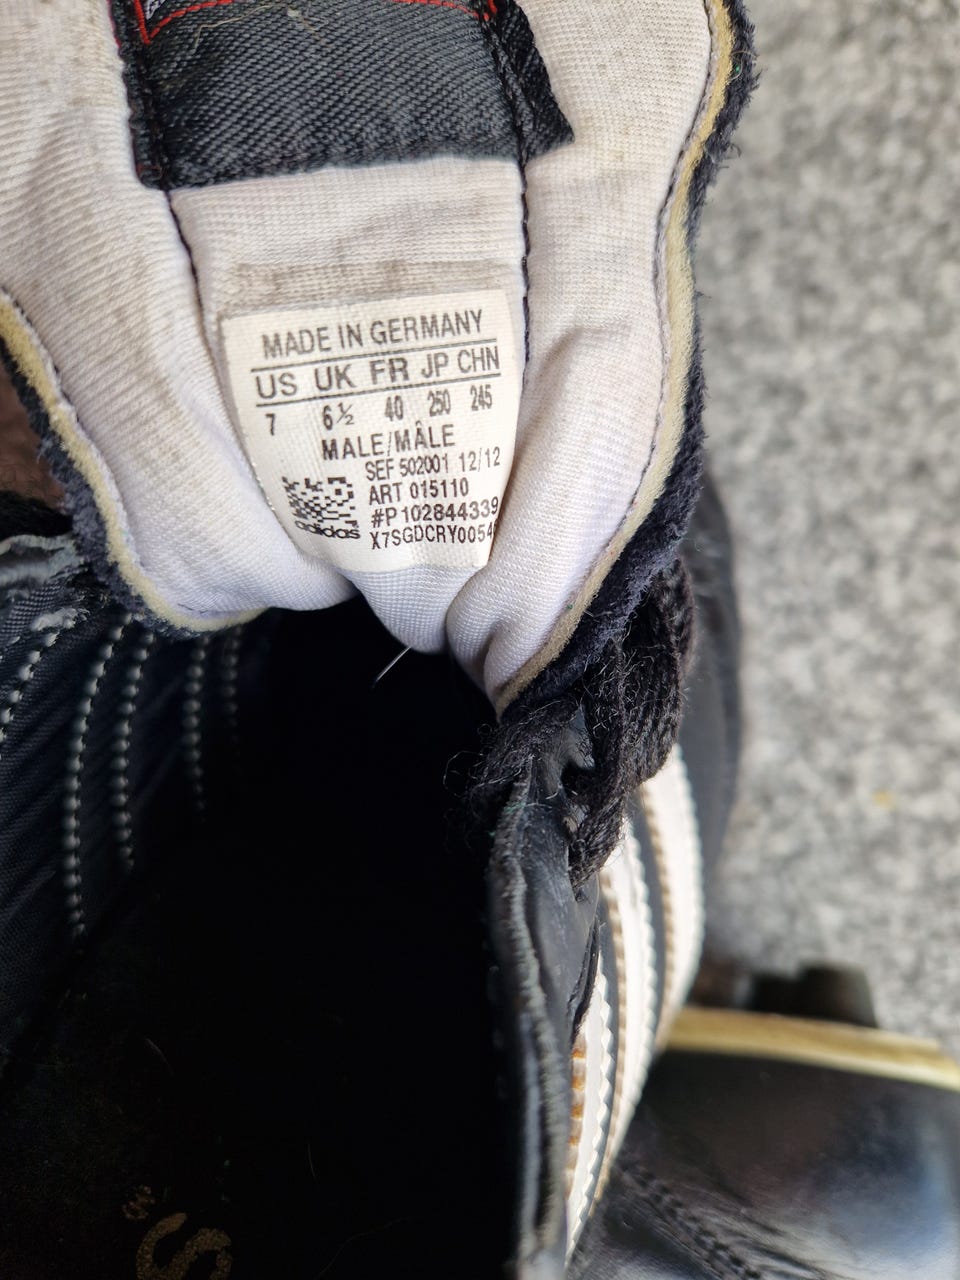 MADE IN GERMANY
US UK FR JP CHN
7 6½ 40 250 245
MALE/MÂLE
SEF 502001 12/12
ART 015110
#P102844339
adidas
X7SGDCRY0054